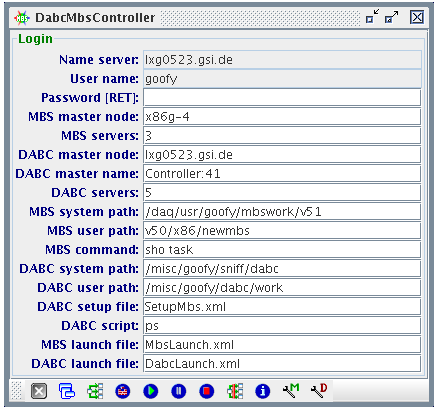 DabcMbsController
Login
Name server: lxg0523.gsi.de
User name: goofy
Password [RET]:
MBS master node: x86g-4
MBS servers: 3
DABC master node: lxg0523.gsi.de
DABC master name: Controller:41
DABC servers: 5
MBS system path: /daq/usr/goofy/mbswork/v51
MBS user path: v50/x86/newmbs
MBS command: sho task
DABC system path: /misc/goofy/sniff/dabc
DABC user path: /misc/goofy/dabc/work
DABC setup file: SetupMbs.xml
DABC script: ps
MBS launch file: MbsLaunch.xml
DABC launch file: DabcLaunch.xml
M D